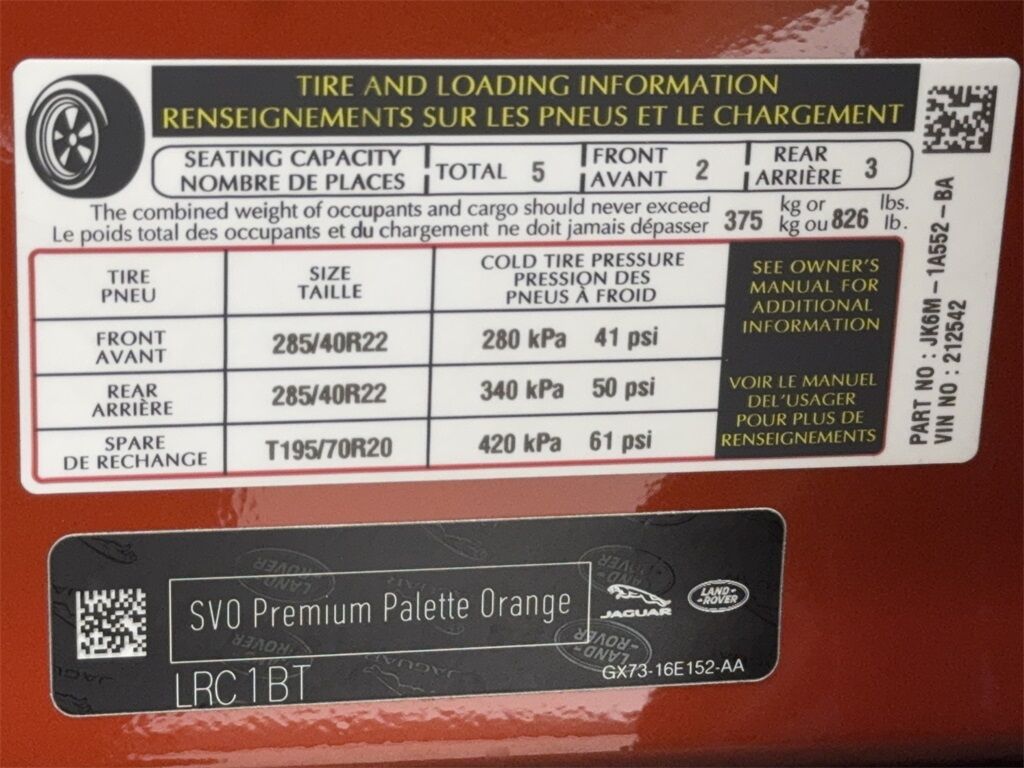 TIRE AND LOADING INFORMATION
RENSEIGNEMENTS SUR LES PNEUS ET LE CHARGEMENT
SEATING CAPACITY
NOMBRE DE PLACES
TOTAL 5
FRONT
AVANT 2
REAR
ARRIÈRE 3
The combined weight of occupants and cargo should never exceed 375 kg or 826 lbs.
Le poids total des occupants et du chargement ne doit jamais dépasser kg ou lb.
TIRE
PNEU
SIZE
TAILLE
COLD TIRE PRESSURE
PRESSION DES
PNEUS À FROID
FRONT
AVANT
285/40R22
280 kPa 41 psi
REAR
ARRIÈRE
285/40R22
340 kPa 50 psi
SPARE
DE RECHANGE
T195/70R20
420 kPa 61 psi
SEE OWNER'S
MANUAL FOR
ADDITIONAL
INFORMATION
VOIR LE MANUEL
DEL'USAGER
POUR PLUS DE
RENSEIGNEMENTS
PART NO : JK6M – 1A552 – BA
VIN NO : 212542
SVO Premium Palette Orange
LRC1BT
JAGUAR
LAND-
-ROVER
GX73-16E152-AA